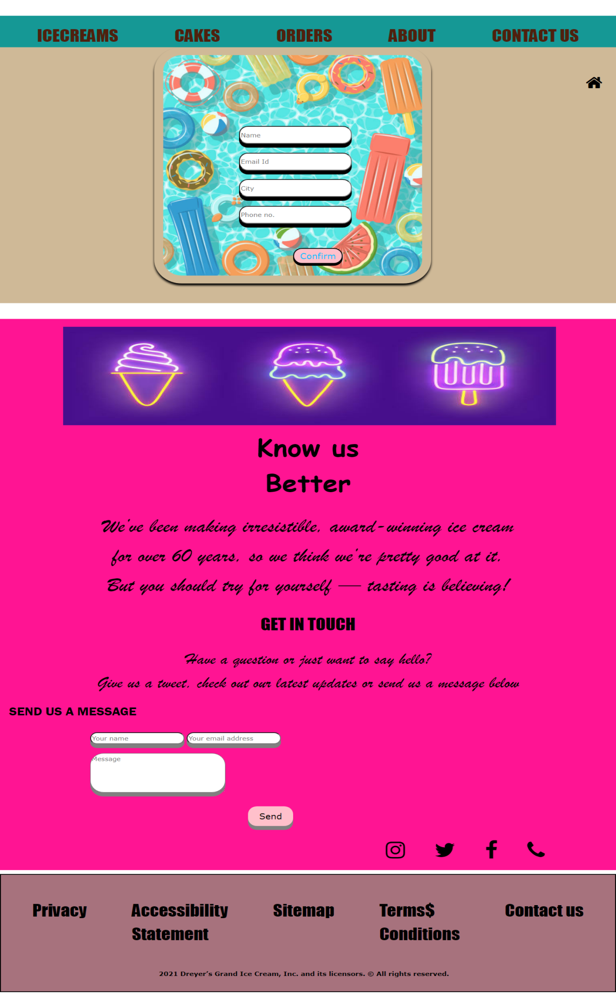 ICECREAMS CAKES ORDERS ABOUT CONTACT US
Name
Email Id
City
Phone no.
Confirm
Know us
Better
We've been making irresistible, award-winning ice cream
for over 60 years, so we think we're pretty good at it.
But you should try for yourself — tasting is believing!
GET IN TOUCH
Have a question or just want to say hello?
Give us a tweet, check out our latest updates or send us a message below
SEND US A MESSAGE
Your name Your email address
Message
Send
Privacy Accessibility Sitemap Terms$ Contact us
Statement Conditions
2021 Dreyer's Grand Ice Cream, Inc. and its licensors. © All rights reserved.